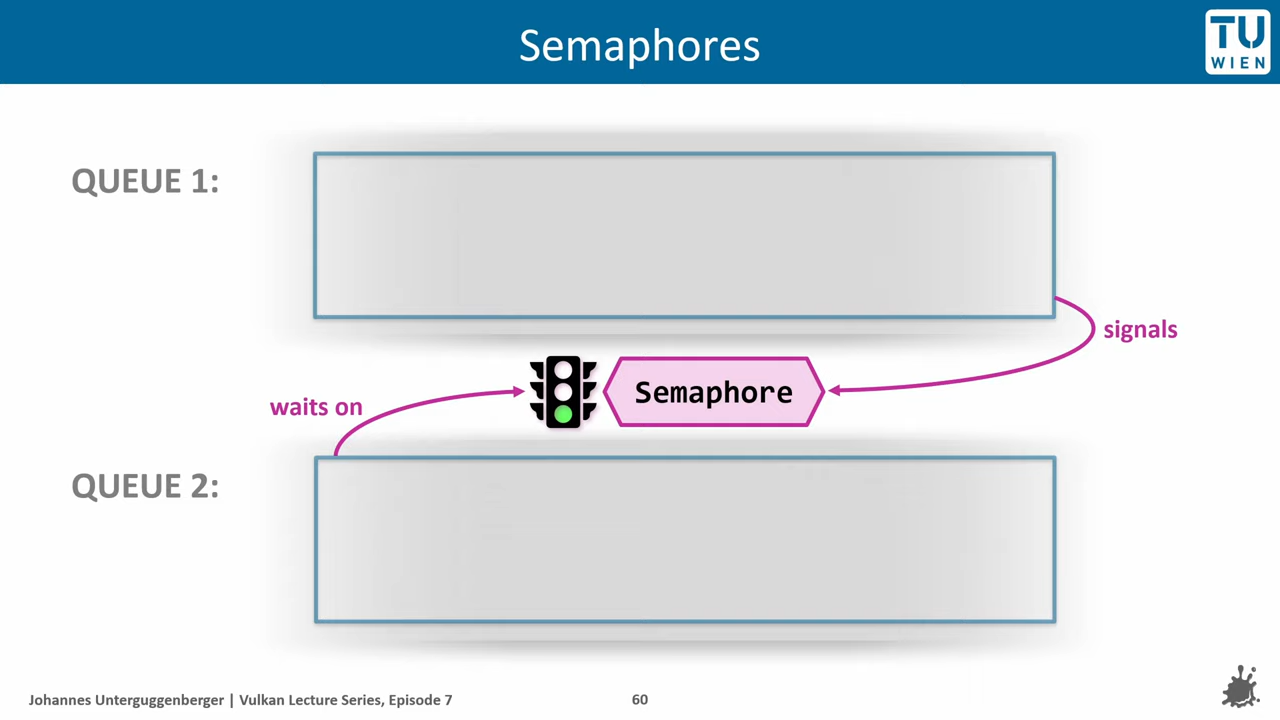 Semaphores
TU
WIEN
QUEUE 1:
signals
Semaphore
waits on
QUEUE 2:
Johannes Unterguggenberger | Vulkan Lecture Series, Episode 7
60